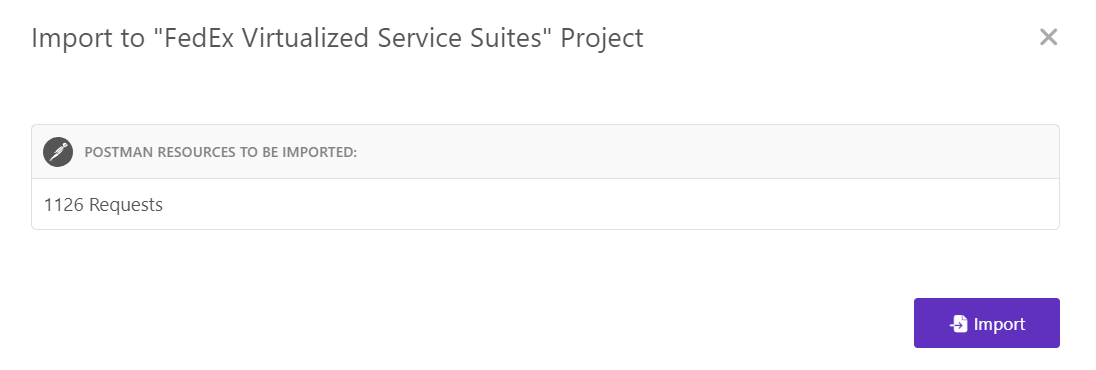 Import to "FedEx Virtualized Service Suites" Project
POSTMAN RESOURCES TO BE IMPORTED:
1126 Requests
Import